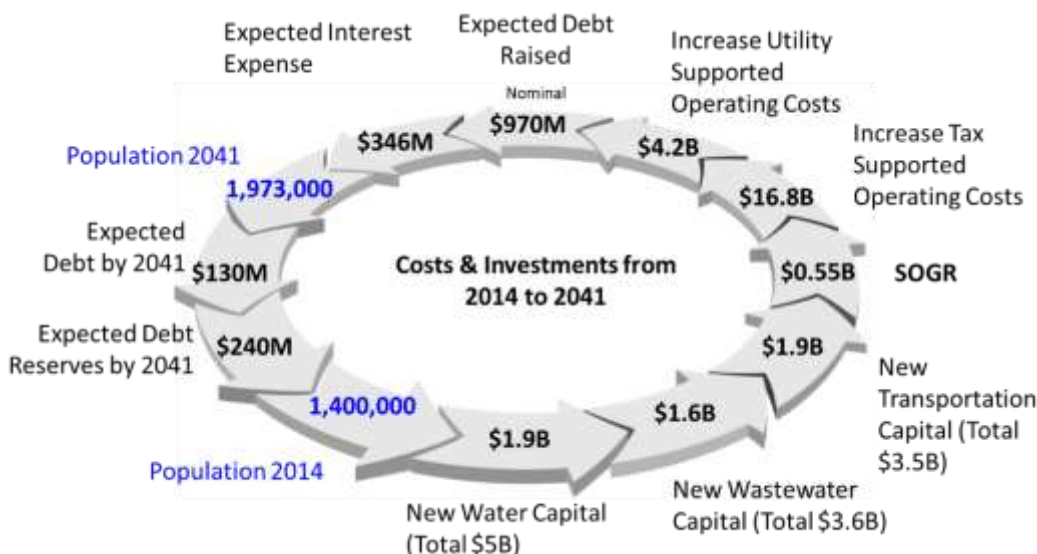 Expected Interest
Expense
Expected Debt
Raised
Nominal
Increase Utility
Supported
Operating Costs
Increase Tax
Supported
Operating Costs
$346M
$970M
$4.2B
$16.8B
Population 2041
1,973,000
Expected
Debt by 2041
$130M
Costs & Investments from
2014 to 2041
$0.55B
SOGR
Expected Debt
Reserves by 2041
$240M
$1.9B
New
Transportation
Capital (Total
$3.5B)
1,400,000
Population 2014
$1.9B
$1.6B
New Water Capital
(Total $5B)
New Wastewater
Capital (Total $3.6B)